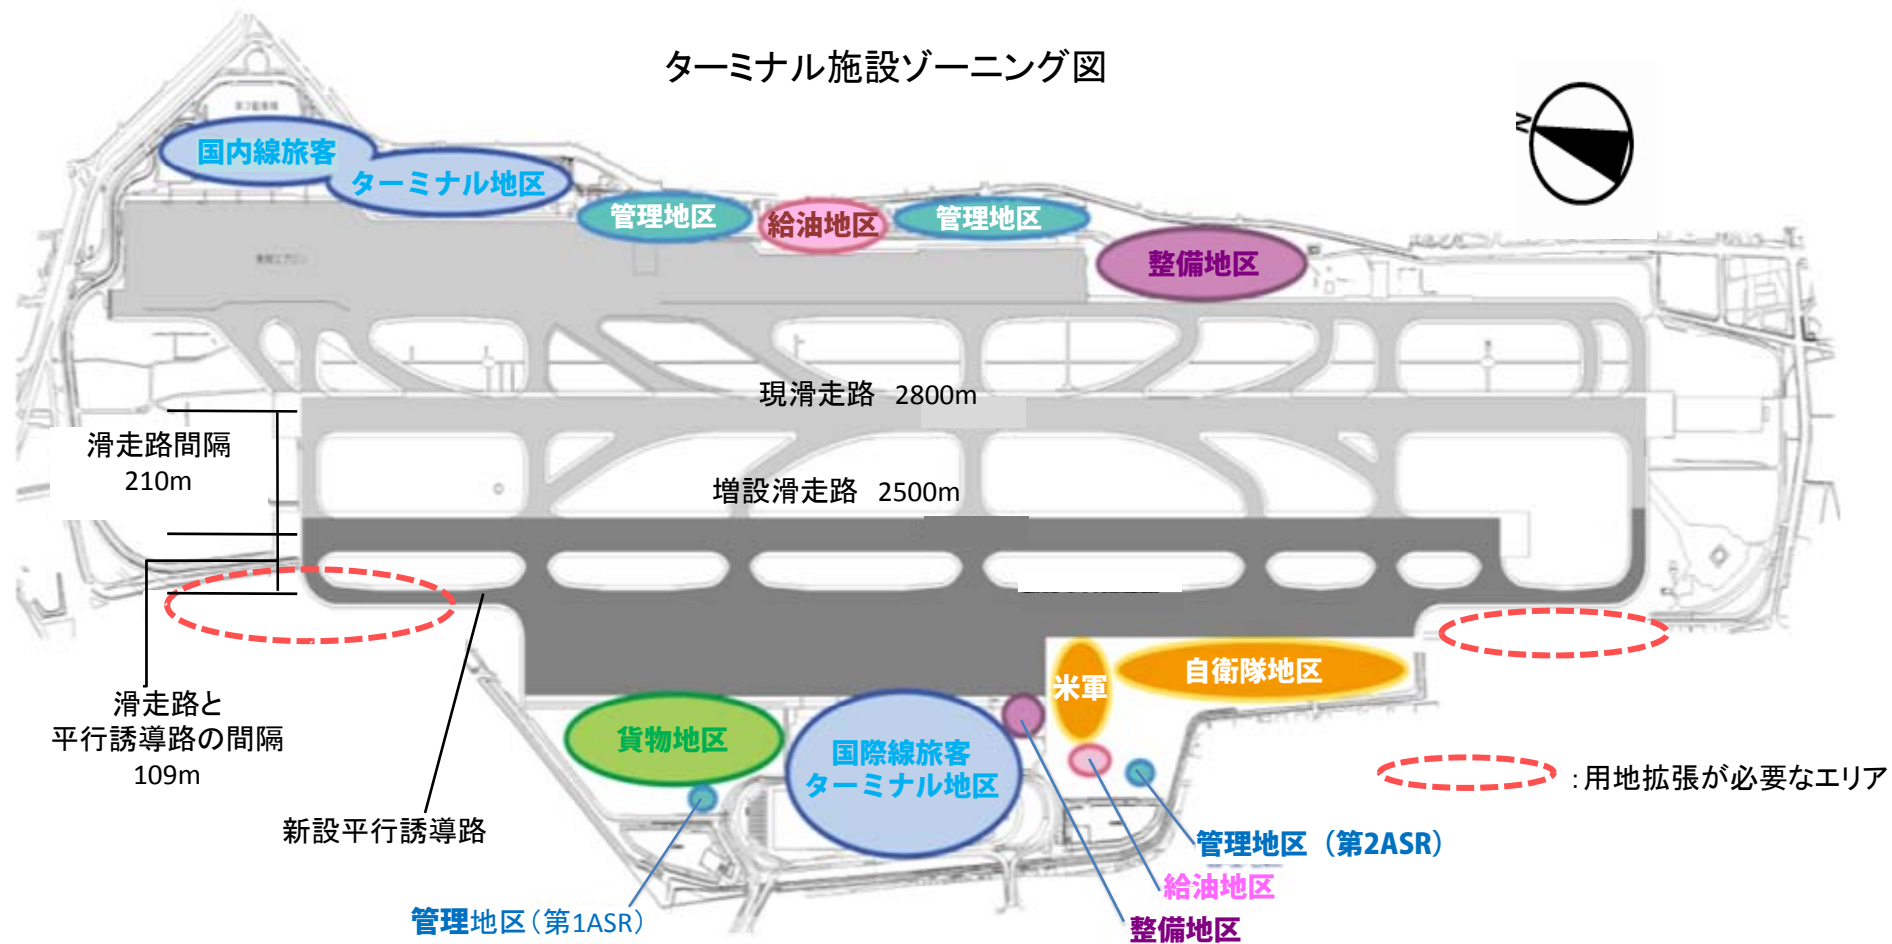 ターミナル施設ゾーニング図
N
国内線旅客
ターミナル地区
管理地区
給油地区
管理地区
整備地区
現滑走路 2800m
滑走路間隔
210m
増設滑走路 2500m
滑走路と
平行誘導路の間隔
109m
新設平行誘導路
貨物地区
国際線旅客
ターミナル地区
米軍
自衛隊地区
:用地拡張が必要なエリア
管理地区(第2ASR)
給油地区
整備地区
管理地区(第1ASR)